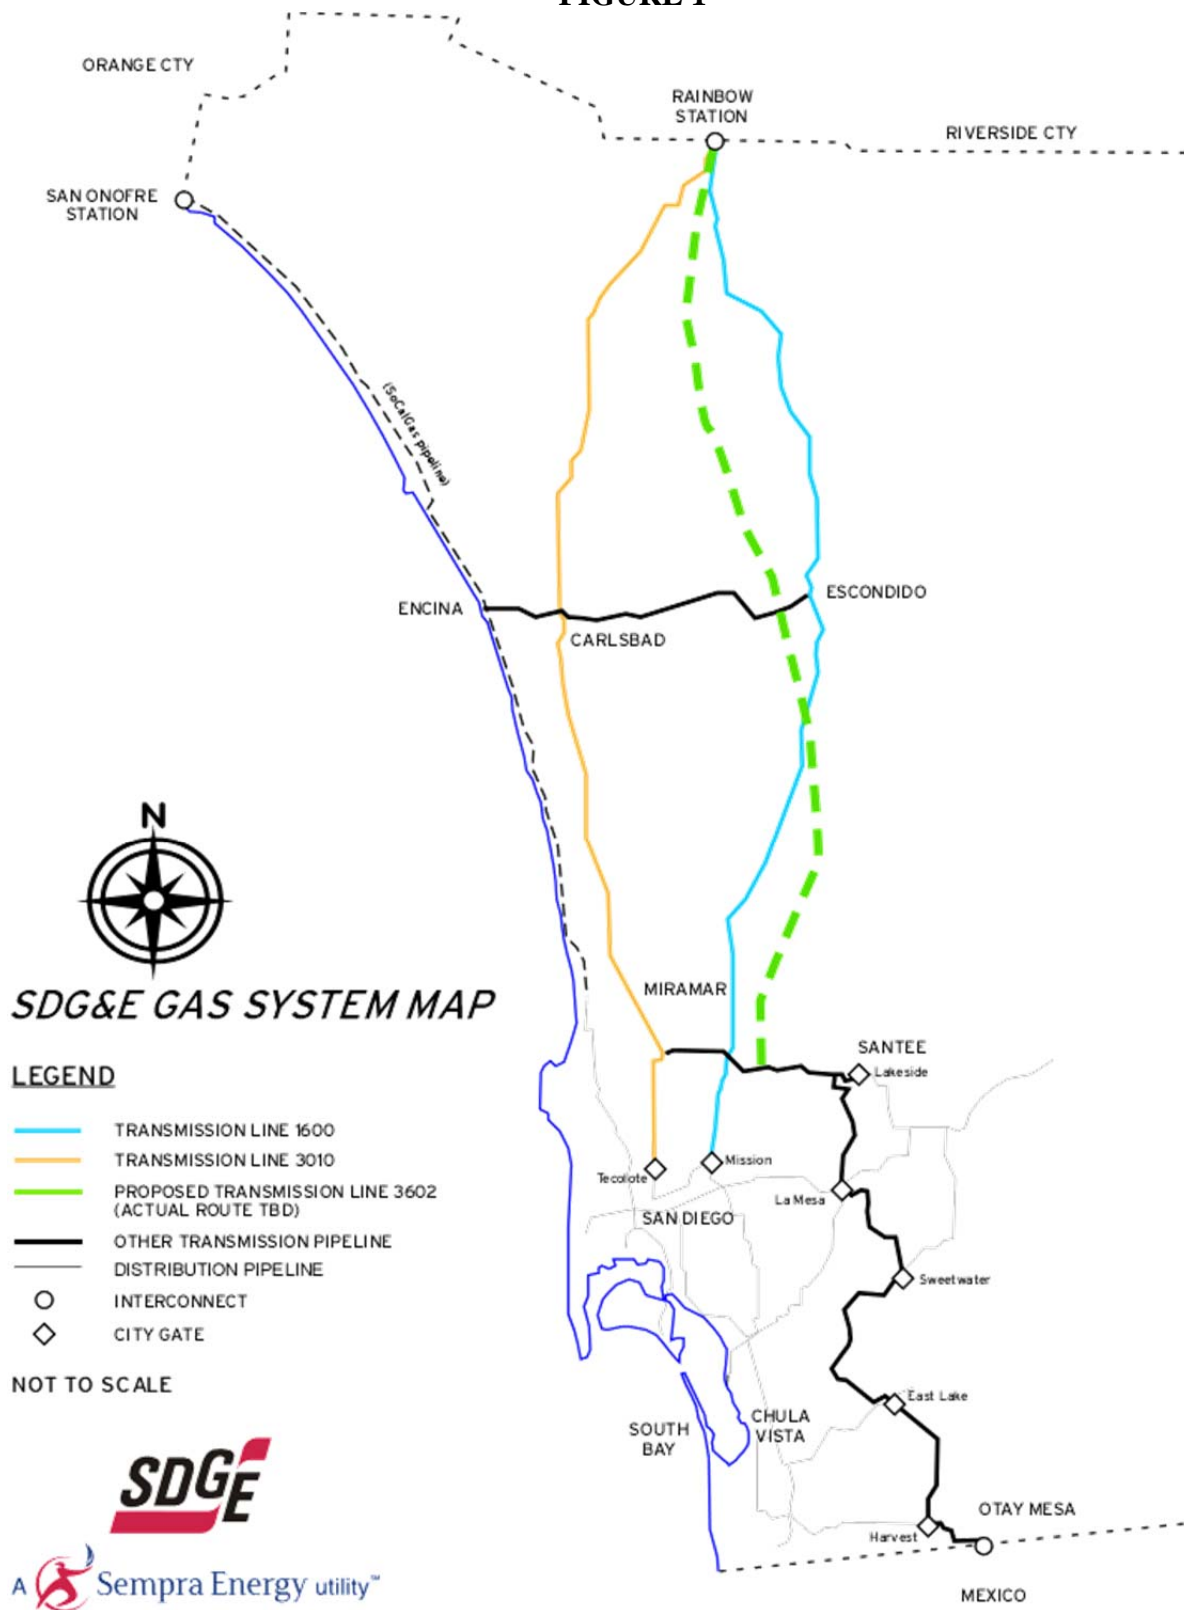 FIGURE 1
ORANGE CTY
RAINBOW
STATION
RIVERSIDE CTY
SAN ONOFRE
STATION
(SoCalGas pipeline)
ENCINA
ESCONDIDO
CARLSBAD
N
SDG&E GAS SYSTEM MAP
MIRAMAR
SANTEE
Lakeside
LEGEND
TRANSMISSION LINE 1600
TRANSMISSION LINE 3010
PROPOSED TRANSMISSION LINE 3602
(ACTUAL ROUTE TBD)
OTHER TRANSMISSION PIPELINE
DISTRIBUTION PIPELINE
INTERCONNECT
CITY GATE
NOT TO SCALE
Tecolote
Mission
La Mesa
SAN DIEGO
Sweetwater
East Lake
SOUTH
BAY
CHULA
VISTA
OTAY MESA
Harvest
MEXICO
SDGE
A Sempra Energy utility™